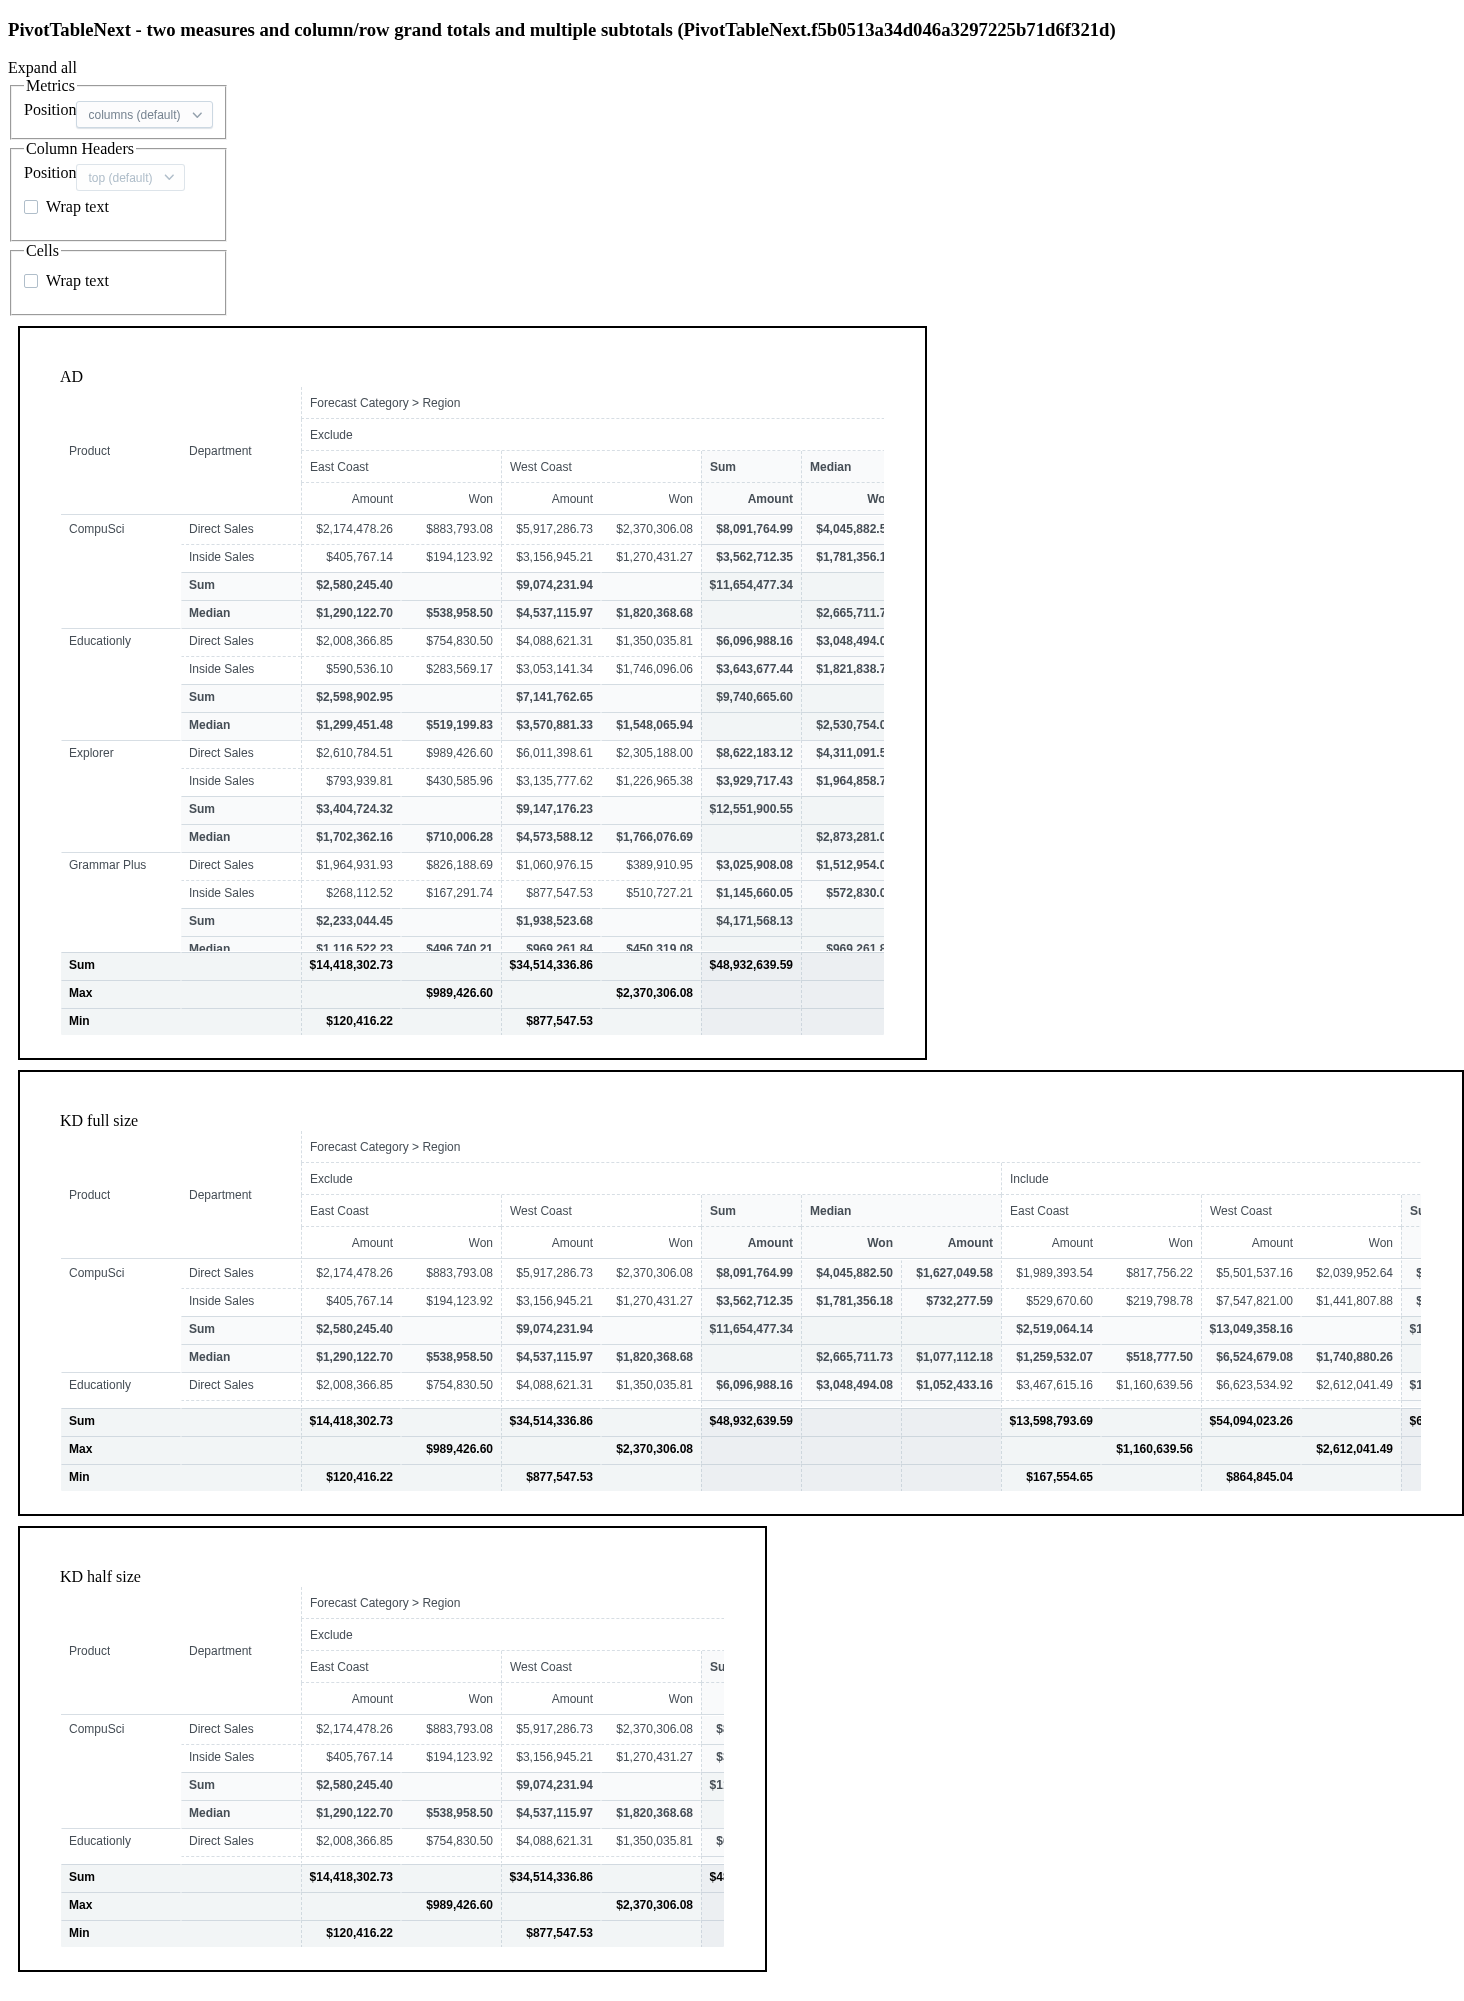 PivotTableNext - two measures and column/row grand totals and multiple subtotals (PivotTableNext.f5b0513a34d046a3297225b71d6f321d)
Expand all
Metrics
Position columns (default)
Column Headers
Position top (default)
Wrap text
Cells
Wrap text
AD
Forecast Category > Region
Exclude
Product Department
East Coast West Coast Sum Median
Amount Won Amount Won Amount
CompuSci Direct Sales $2,174,478.26 $883,793.08 $5,917,286.73 $2,370,306.08 $8,091,764.99 $4,045,882.5
Inside Sales $405,767.14 $194,123.92 $3,156,945.21 $1,270,431.27 $3,562,712.35 $1,781,356.1
Sum $2,580,245.40 $9,074,231.94 $11,654,477.34
Median $1,290,122.70 $538,958.50 $4,537,115.97 $1,820,368.68 $2,665,711.7
Educationly Direct Sales $2,008,366.85 $754,830.50 $4,088,621.31 $1,350,035.81 $6,096,988.16 $3,048,494.0
Inside Sales $590,536.10 $283,569.17 $3,053,141.34 $1,746,096.06 $3,643,677.44 $1,821,838.7
Sum $2,598,902.95 $7,141,762.65 $9,740,665.60
Median $1,299,451.48 $519,199.83 $3,570,881.33 $1,548,065.94 $2,530,754.0
Explorer Direct Sales $2,610,784.51 $989,426.60 $6,011,398.61 $2,305,188.00 $8,622,183.12 $4,311,091.5
Inside Sales $793,939.81 $430,585.96 $3,135,777.62 $1,226,965.38 $3,929,717.43 $1,964,858.7
Sum $3,404,724.32 $9,147,176.23 $12,551,900.55
Median $1,702,362.16 $710,006.28 $4,573,588.12 $1,766,076.69 $2,873,281.0
Grammar Plus Direct Sales $1,964,931.93 $826,188.69 $1,060,976.15 $389,910.95 $3,025,908.08 $1,512,954.0
Inside Sales $268,112.52 $167,291.74 $877,547.53 $510,727.21 $1,145,660.05 $572,830.0
Sum $2,233,044.45 $1,938,523.68 $4,171,568.13
Median $1,116,522.23 $496,740.21 $969,261.84 $450,319.08 $969,261.8
Sum $14,418,302.73 $34,514,336.86 $48,932,639.59
Max $989,426.60 $2,370,306.08
Min $120,416.22 $877,547.53
KD full size
Forecast Category > Region
Exclude Include
Product Department
East Coast West Coast Sum Median East Coast West Coast
Amount Won Amount Won Amount Won Amount Amount Won Amount Won
CompuSci Direct Sales $2,174,478.26 $883,793.08 $5,917,286.73 $2,370,306.08 $8,091,764.99 $4,045,882.50 $1,627,049.58 $1,989,393.54 $817,756.22 $5,501,537.16 $2,039,952.64 $
Inside Sales $405,767.14 $194,123.92 $3,156,945.21 $1,270,431.27 $3,562,712.35 $1,781,356.18 $732,277.59 $529,670.60 $219,798.78 $7,547,821.00 $1,441,807.88 $
Sum $2,580,245.40 $9,074,231.94 $11,654,477.34 $2,519,064.14 $13,049,358.16 $1
Median $1,290,122.70 $538,958.50 $4,537,115.97 $1,820,368.68 $2,665,711.73 $1,077,112.18 $1,259,532.07 $518,777.50 $6,524,679.08 $1,740,880.26
Educationly Direct Sales $2,008,366.85 $754,830.50 $4,088,621.31 $1,350,035.81 $6,096,988.16 $3,048,494.08 $1,052,433.16 $3,467,615.16 $1,160,639.56 $6,623,534.92 $2,612,041.49 $1
Sum $14,418,302.73 $34,514,336.86 $48,932,639.59 $13,598,793.69 $54,094,023.26 $6
Max $989,426.60 $2,370,306.08 $1,160,639.56 $2,612,041.49
Min $120,416.22 $877,547.53 $167,554.65 $864,845.04
KD half size
Forecast Category > Region
Exclude
Product Department
East Coast West Coast Su
Amount Won Amount Won
CompuSci Direct Sales $2,174,478.26 $883,793.08 $5,917,286.73 $2,370,306.08
Inside Sales $405,767.14 $194,123.92 $3,156,945.21 $1,270,431.27
Sum $2,580,245.40 $9,074,231.94 $1
Median $1,290,122.70 $538,958.50 $4,537,115.97 $1,820,368.68
Educationly Direct Sales $2,008,366.85 $754,830.50 $4,088,621.31 $1,350,035.81
Sum $14,418,302.73 $34,514,336.86 $4
Max $989,426.60 $2,370,306.08
Min $120,416.22 $877,547.53